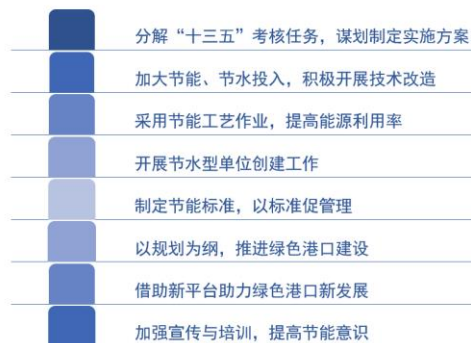 分解“十三五”考核任务，谋划制定实施方案
加大节能、节水投入，积极开展技术改造
采用节能工艺作业，提高能源利用率
开展节水型单位创建工作
制定节能标准，以标准促管理
以规划为纲，推进绿色港口建设
借助新平台助力绿色港口新发展
加强宣传与培训，提高节能意识